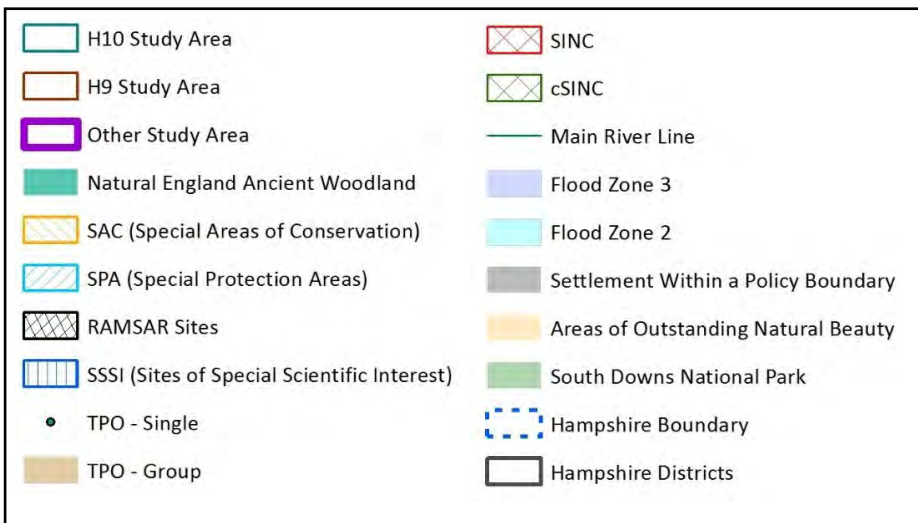 H10 Study Area
H9 Study Area
Other Study Area
Natural England Ancient Woodland
SAC (Special Areas of Conservation)
SPA (Special Protection Areas)
RAMSAR Sites
SSSI (Sites of Special Scientific Interest)
TPO - Single
TPO - Group
SINC
cSINC
Main River Line
Flood Zone 3
Flood Zone 2
Settlement Within a Policy Boundary
Areas of Outstanding Natural Beauty
South Downs National Park
Hampshire Boundary
Hampshire Districts